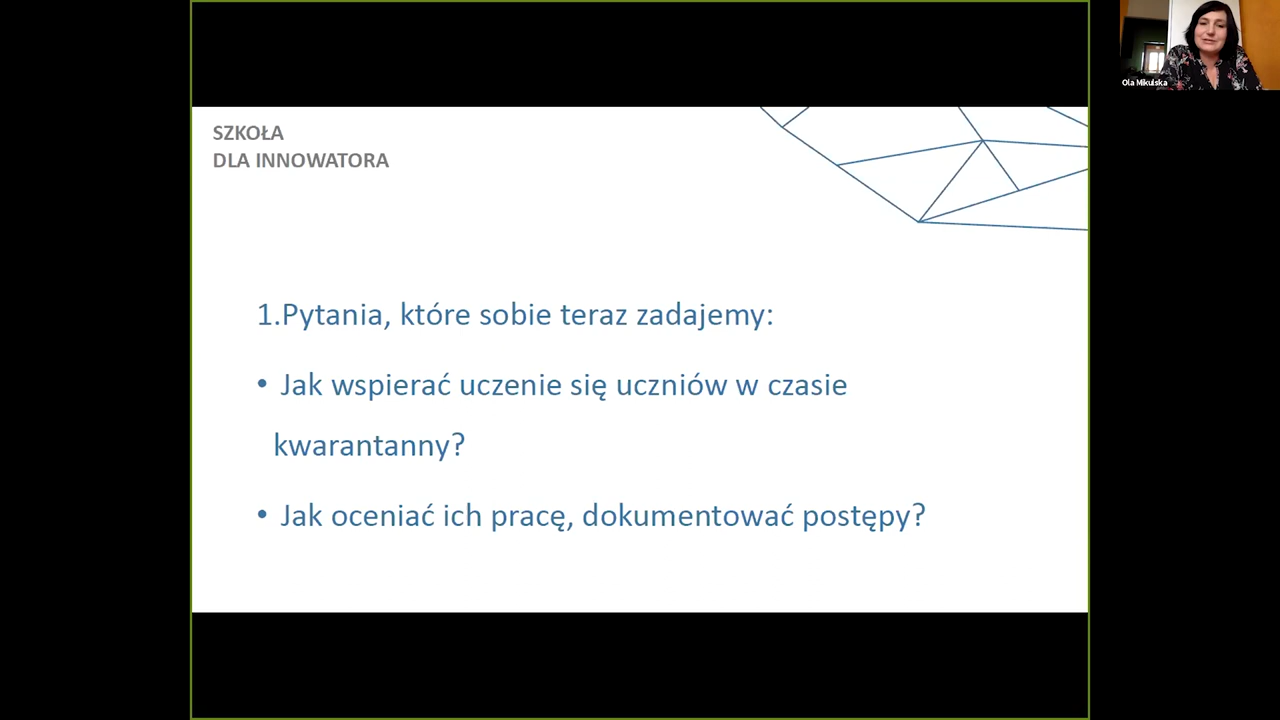 SZKOŁA
DLA INNOWATORA
1.Pytania, które sobie teraz zadajemy:
• Jak wspierać uczenie się uczniów w czasie
kwarantanny?
• Jak oceniać ich pracę, dokumentować postępy?
Ola Mikulska